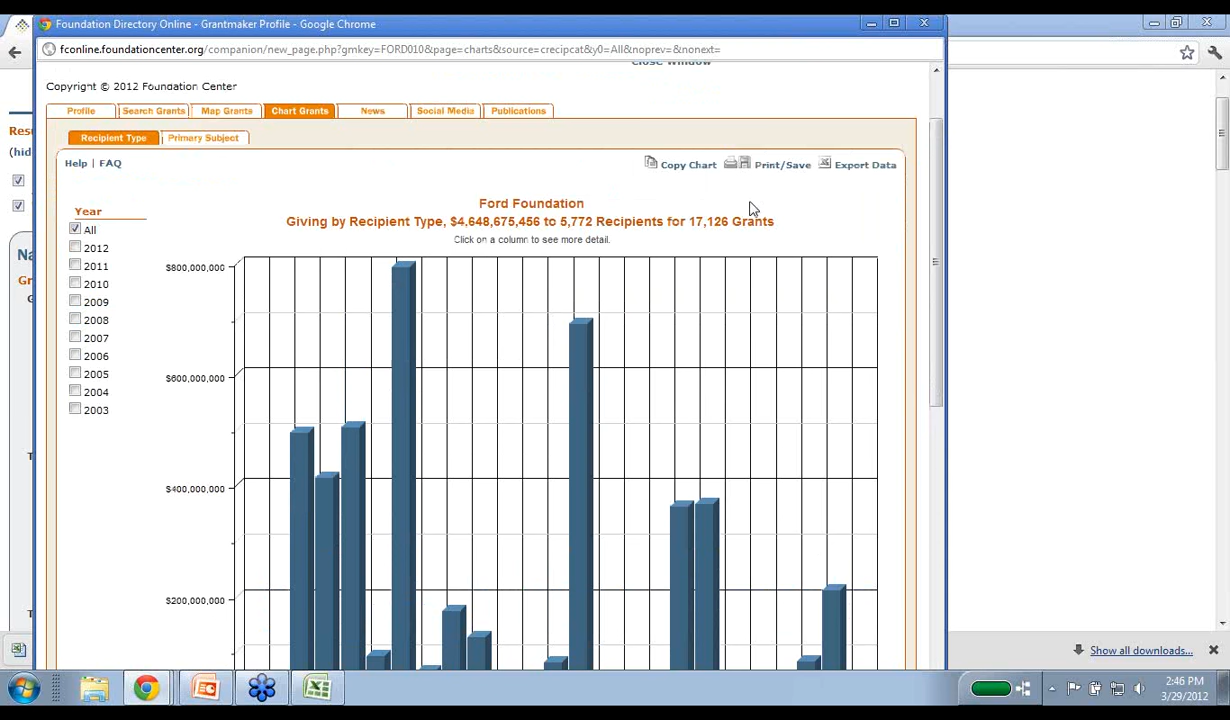 Foundation Directory Online - Grantmaker Profile - Google Chrome
fconline.foundationcenter.org/companion/new_page.php?gmkey=FORD010&page=charts&source=crecipcat&y0=All&noprev=&nonext=
Close Window
Copyright © 2012 Foundation Center
Profile Search Grants Map Grants Chart Grants News Social Media Publications
Resu
Recipient Type Primary Subject
(hid
Help | FAQ
Copy Chart Print/Save Export Data
Ford Foundation
Year
Giving by Recipient Type, $4,648,675,456 to 5,772 Recipients for 17,126 Grants
All
Click on a column to see more detail.
2012
Na
$800,000,000
2011
Gr
2010
2009
2008
2007
2006
2005
$600,000,000
2004
2003
$400,000,000
$200,000,000
Show all downloads...
2:46 PM
3/29/2012